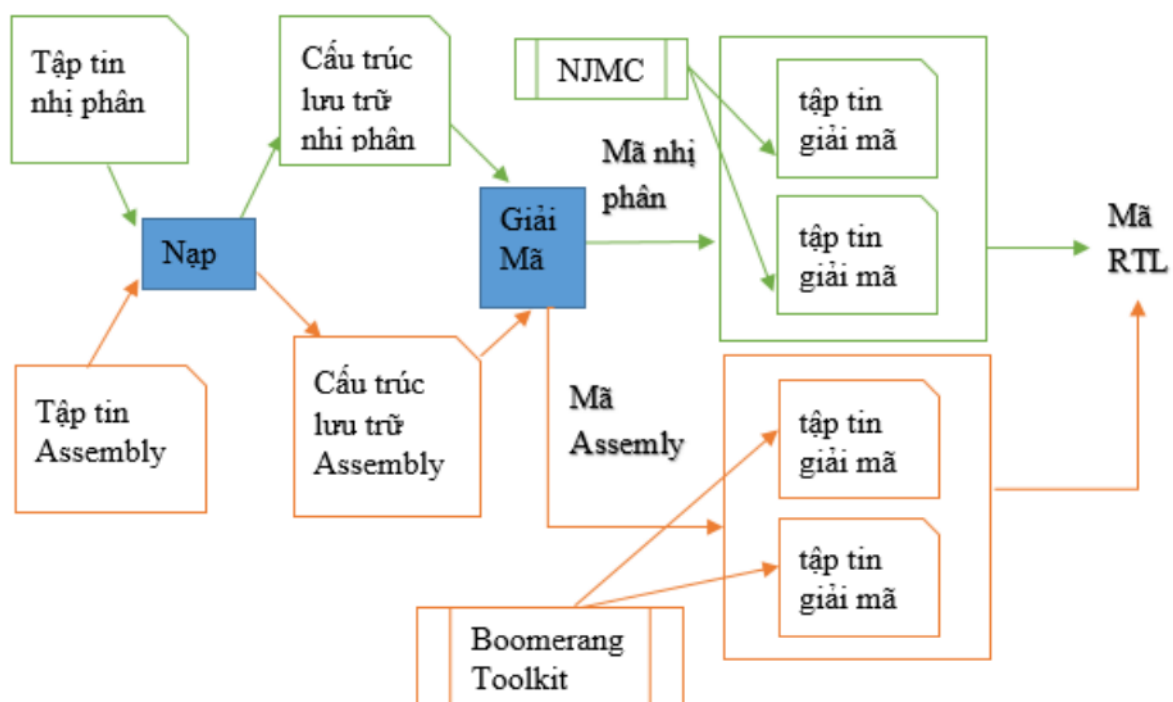 Tập tin
nhị phân
Cấu trúc
lưu trữ
nhị phân
NJMC
tập tin
giải mã
Mã nhị
phân
tập tin
giải mã
Nạp
Giải
Mã
Mã
RTL
Tập tin
Assembly
Cấu trúc
lưu trữ
Assembly
Mã
Assemly
tập tin
giải mã
tập tin
giải mã
Boomerang
Toolkit